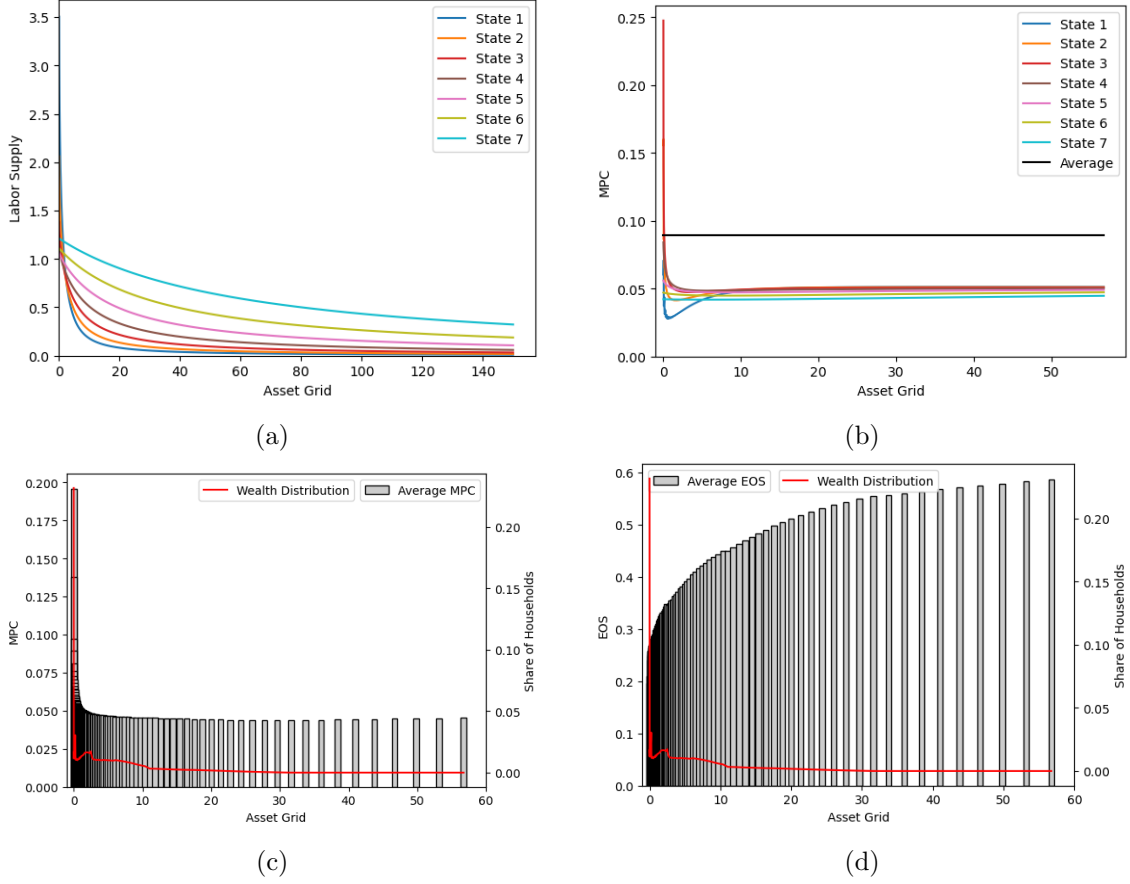 3.5
3.0
2.5
2.0
1.5
1.0
0.5
0.0
Labor Supply
0 20 40 60 80 100 120 140
Asset Grid
State 1
State 2
State 3
State 4
State 5
State 6
State 7
(a)
0.25
0.20
0.15
0.10
0.05
0.00
MPC
0 10 20 30 40 50
Asset Grid
State 1
State 2
State 3
State 4
State 5
State 6
State 7
Average
(b)
0.200
0.175
0.150
0.125
0.100
0.075
0.050
0.025
0.000
MPC
Wealth Distribution Average MPC
0.20
0.15
0.10
0.05
0.00
Share of Households
0 10 20 30 40 50 60
Asset Grid
(c)
0.6
0.5
0.4
0.3
0.2
0.1
0.0
EOS
Average EOS Wealth Distribution
0.20
0.15
0.10
0.05
0.00
Share of Households
0 10 20 30 40 50 60
Asset Grid
(d)